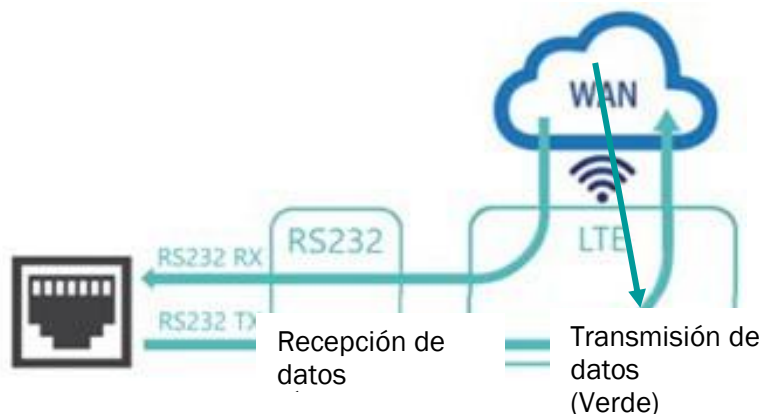 WAN
RS232
LTE
RS232 RX
RS232 TX
Recepción de
datos
Transmisión de
datos
(Verde)